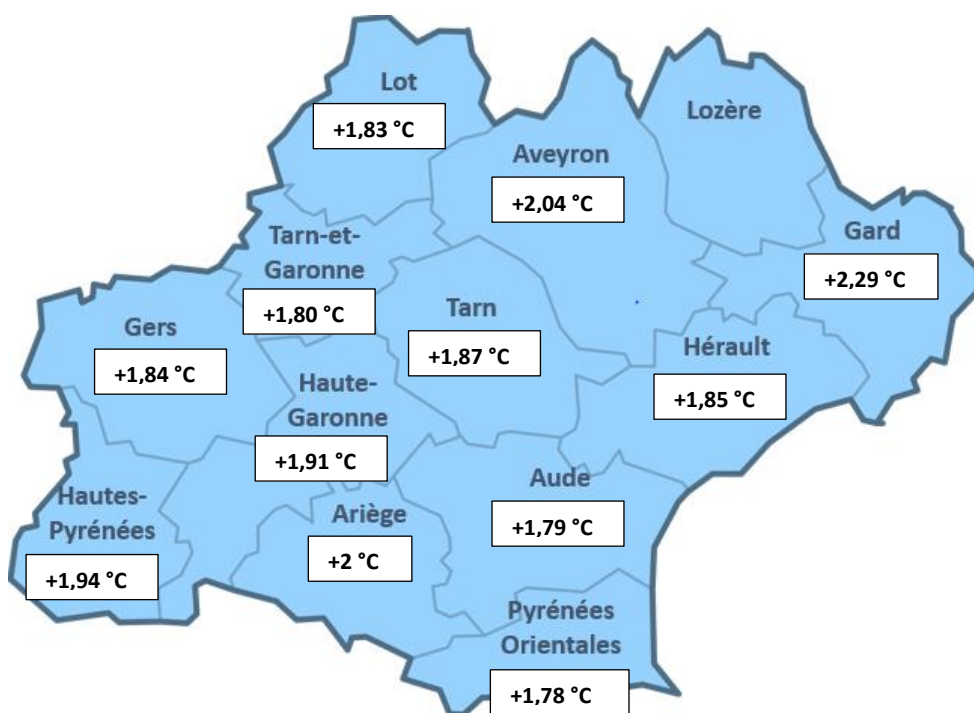 Lot
+1,83 °C
Lozère
Aveyron
+2,04 °C
Gard
+2,29 °C
Tarn-et-
Garonne
+1,80 °C
Tarn
+1,87 °C
Gers
+1,84 °C
Hérault
+1,85 °C
Haute-
Garonne
+1,91 °C
Aude
+1,79 °C
Hautes-
Pyrénées
+1,94 °C
Ariège
+2 °C
Pyrénées
Orientales
+1,78 °C